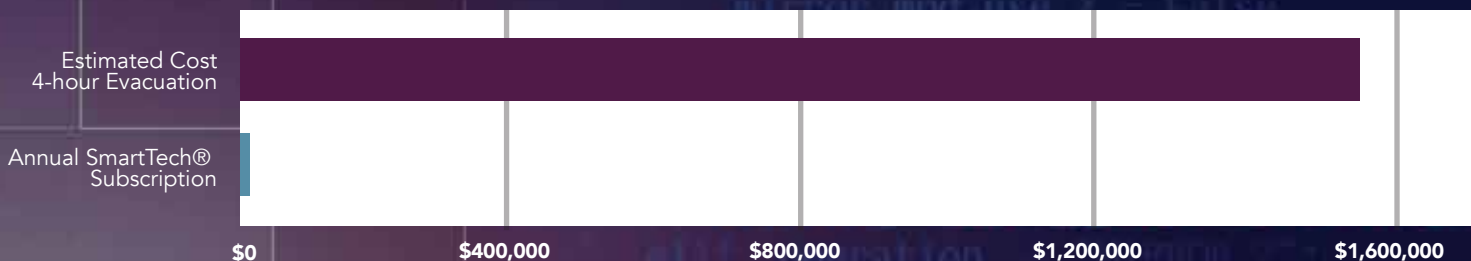 Estimated Cost
4-hour Evacuation
Annual SmartTech®
Subscription
$0
$400,000
$800,000
$1,200,000
$1,600,000